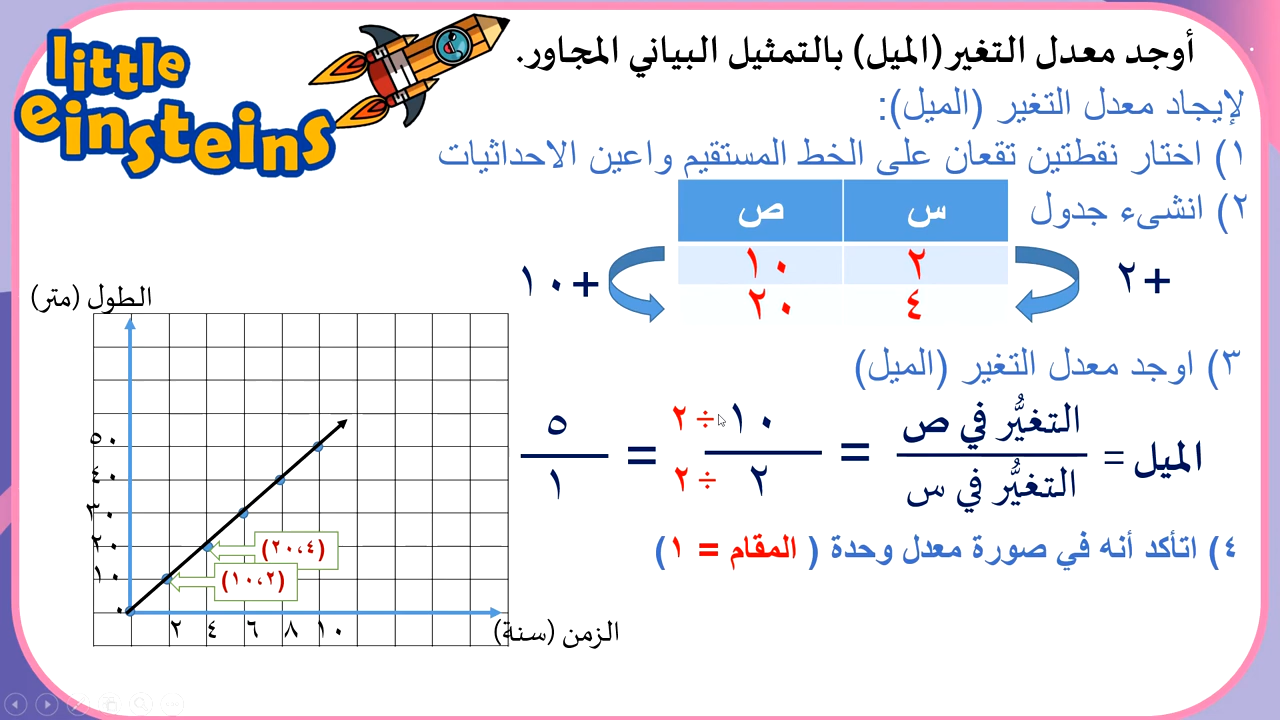 little
einsteins
أوجد معدل التغير (الميل) بالتمثيل البياني المجاور.
لإيجاد معدل التغير (الميل):
١) اختار نقطتين تقعان على الخط المستقيم واعين الاحداثيات
٢) انشىء جدول
س ص
٢ ١٠
٤ ٢٠
+٢
+١٠
٣) اوجد معدل التغير (الميل)
الميل = التغيُّر في ص / التغيُّر في س = ١٠ ÷ ٢ / ٢ ÷ ٢ = ٥ / ١
٤) اتأكد أنه في صورة معدل وحدة ( المقام = ١ )
الطول (متر)
٥٠
٤٠
٣٠
٢٠
١٠
٠
(٢٠،٤)
(١٠،٢)
٢ ٤ ٦ ٨ ١٠
الزمن (سنة)